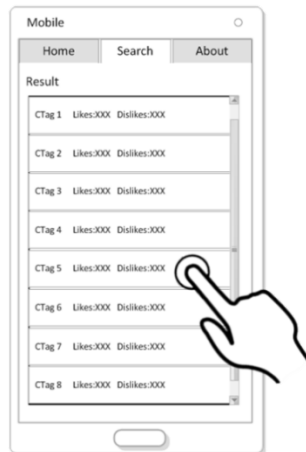 Mobile
Home Search About
Result
CTag 1 Likes:XXX Dislikes:XXX
CTag 2 Likes:XXX Dislikes:XXX
CTag 3 Likes:XXX Dislikes:XXX
CTag 4 Likes:XXX Dislikes:XXX
CTag 5 Likes:XXX Dislikes:XXX
CTag 6 Likes:XXX Dislikes:XXX
CTag 7 Likes:XXX Dislikes:XXX
CTag 8 Likes:XXX Dislikes:XXX